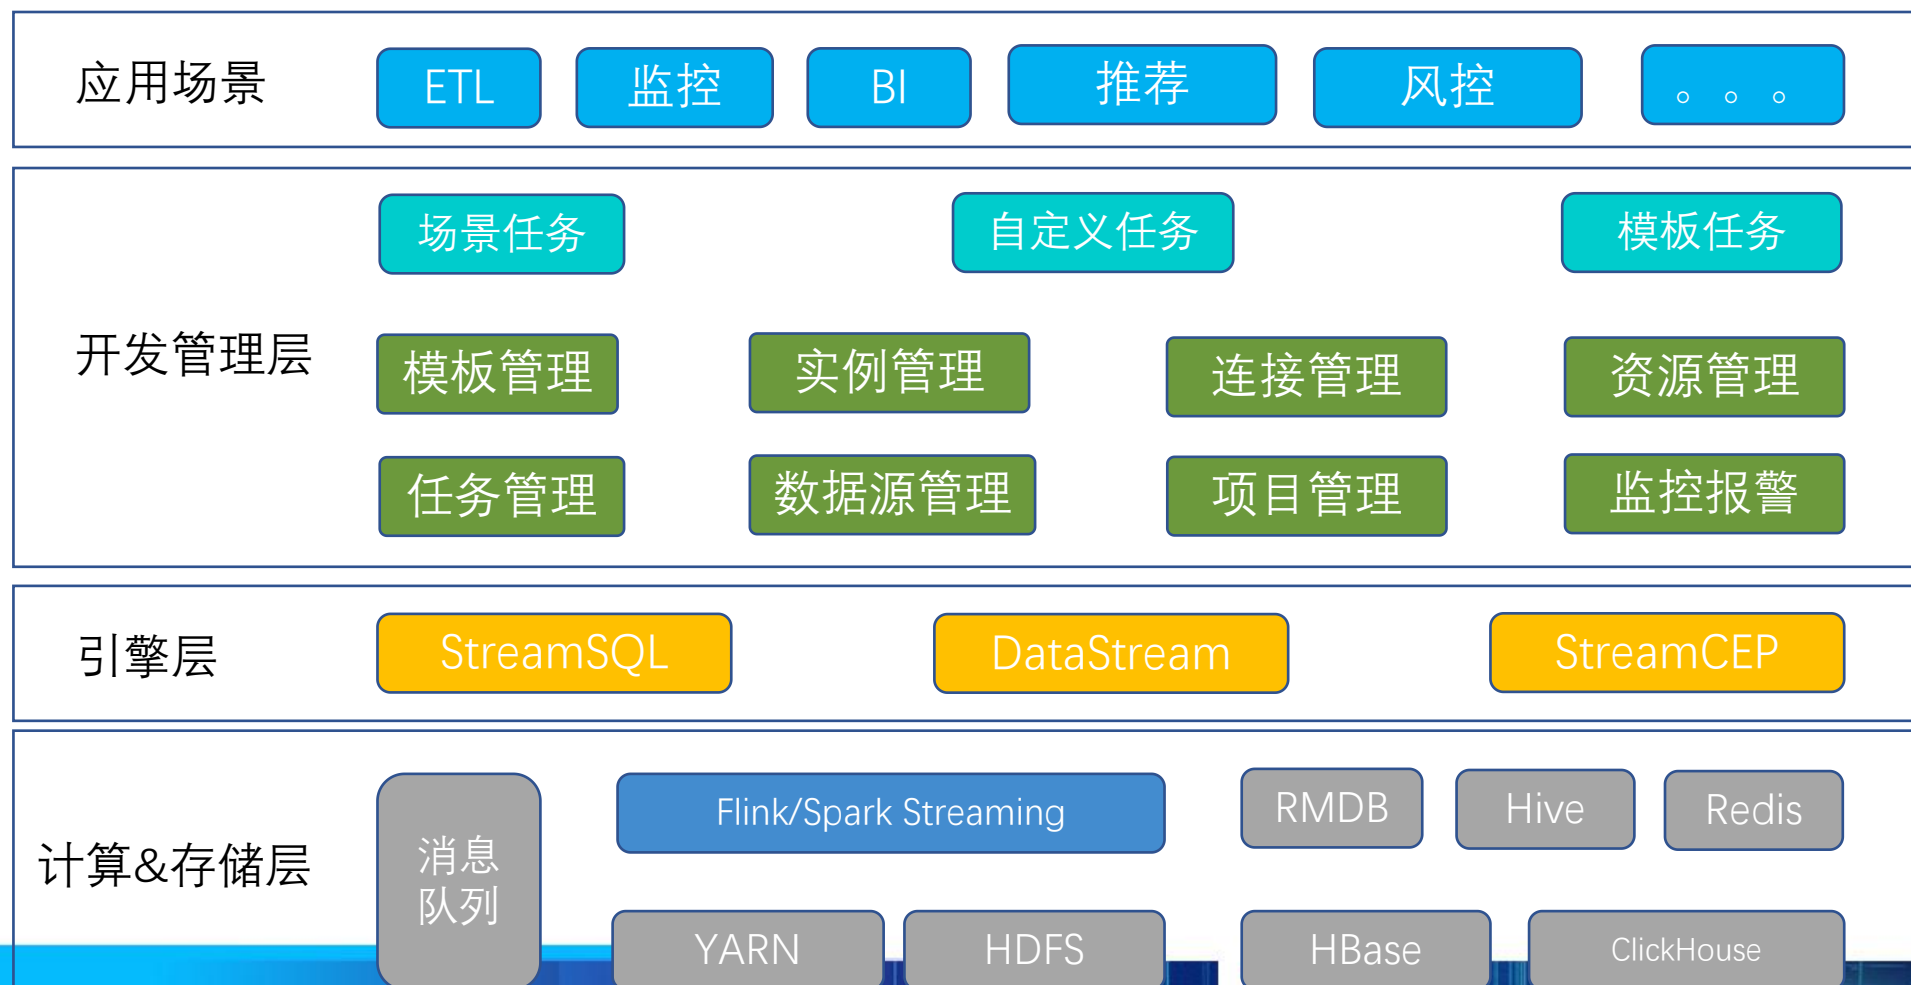 应用场景
ETL
监控
BI
推荐
风控
。。。
场景任务
自定义任务
模板任务
开发管理层
模板管理
实例管理
连接管理
资源管理
任务管理
数据源管理
项目管理
监控报警
引擎层
StreamSQL
DataStream
StreamCEP
计算&存储层
消息
队列
Flink/Spark Streaming
RMDB
Hive
Redis
YARN
HDFS
HBase
ClickHouse